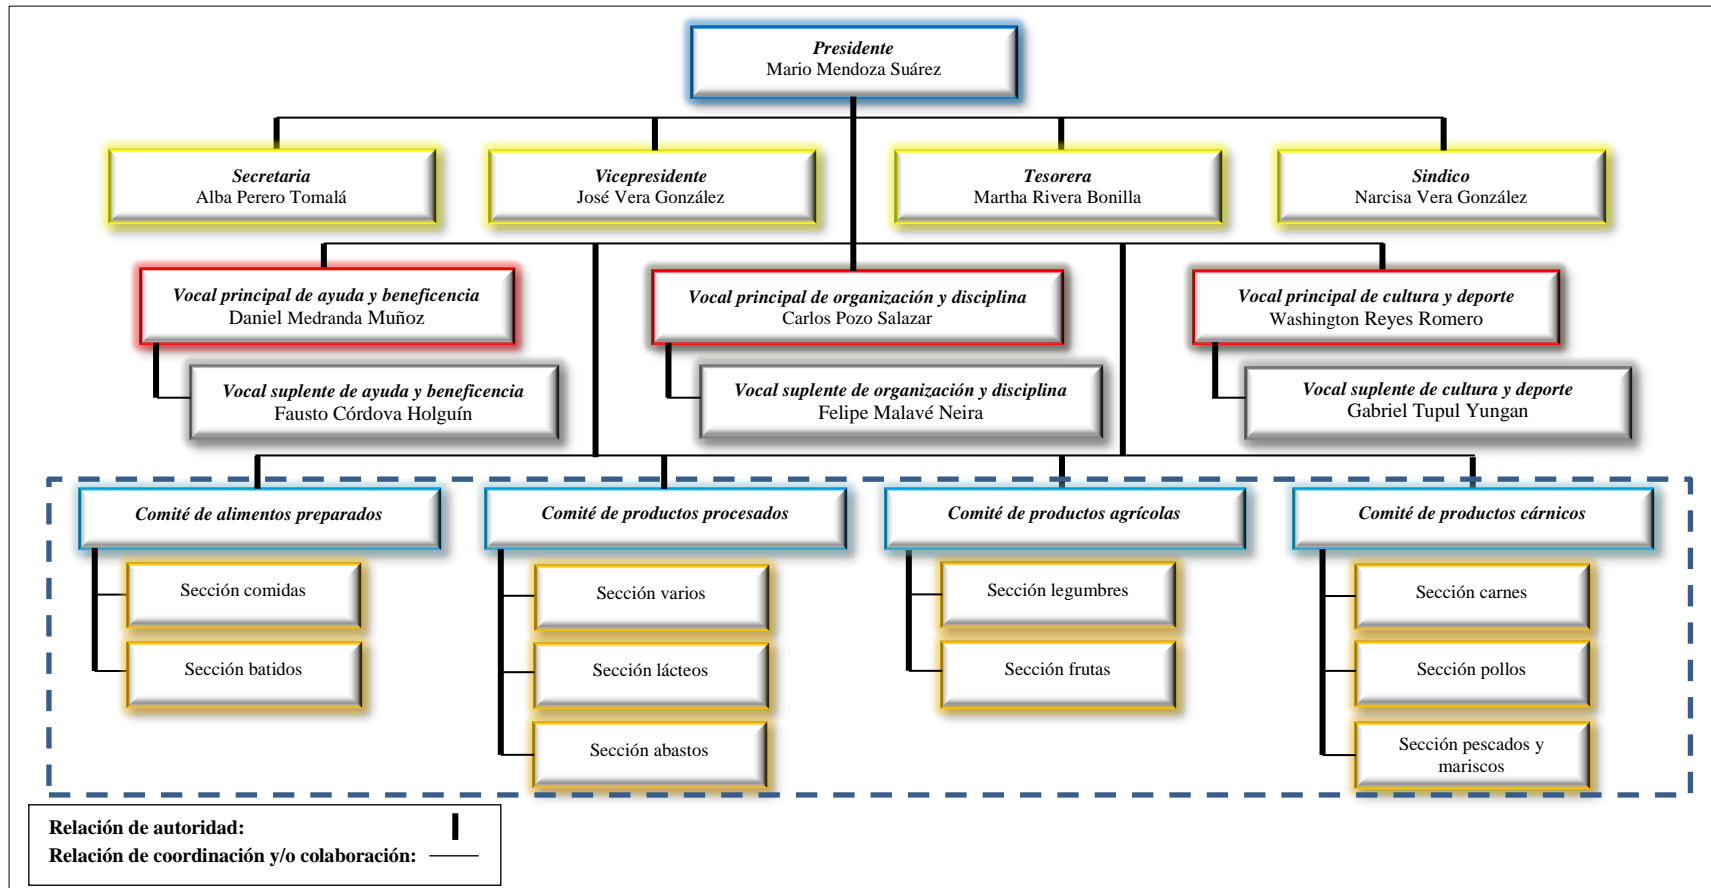 Presidente
Mario Mendoza Suárez
Secretaria
Alba Perero Tomalá
Vicepresidente
José Vera González
Tesorera
Martha Rivera Bonilla
Sindico
Narcisa Vera González
Vocal principal de ayuda y beneficencia
Daniel Medranda Muñoz
Vocal principal de organización y disciplina
Carlos Pozo Salazar
Vocal principal de cultura y deporte
Washington Reyes Romero
Vocal suplente de ayuda y beneficencia
Fausto Córdova Holguín
Vocal suplente de organización y disciplina
Felipe Malavé Neira
Vocal suplente de cultura y deporte
Gabriel Tupul Yungan
Comité de alimentos preparados
Sección comidas
Sección batidos
Comité de productos procesados
Sección varios
Sección lácteos
Sección abastos
Comité de productos agrícolas
Sección legumbres
Sección frutas
Comité de productos cárnicos
Sección carnes
Sección pollos
Sección pescados y
mariscos
Relación de autoridad:
Relación de coordinación y/o colaboración: